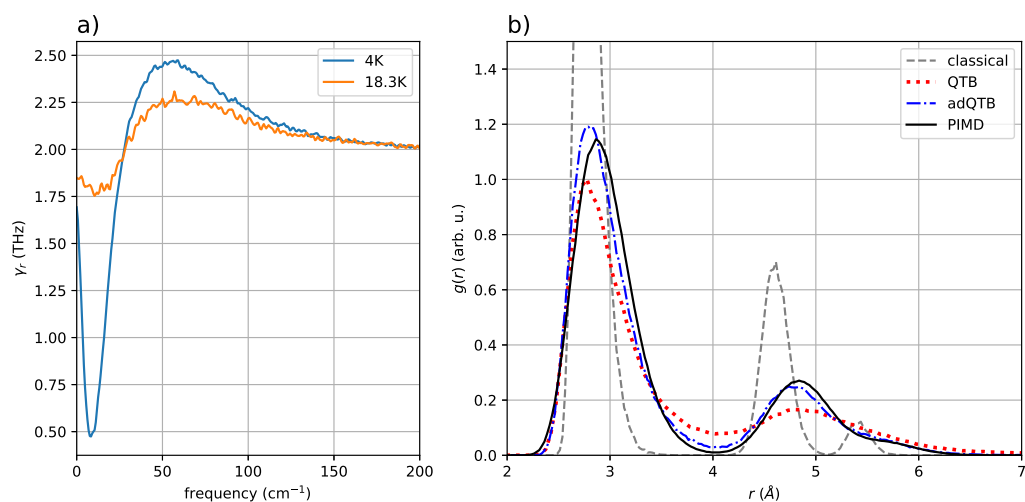 a)
2.50
2.25
2.00
1.75
1.50
1.25
1.00
0.75
0.50
γr (THz)
0
50
100
150
200
frequency (cm⁻¹)
4K
18.3K
b)
1.4
1.2
1.0
0.8
0.6
0.4
0.2
0.0
g(r) (arb. u.)
2
3
4
5
6
7
r (Å)
classical
QTB
adQTB
PIMD